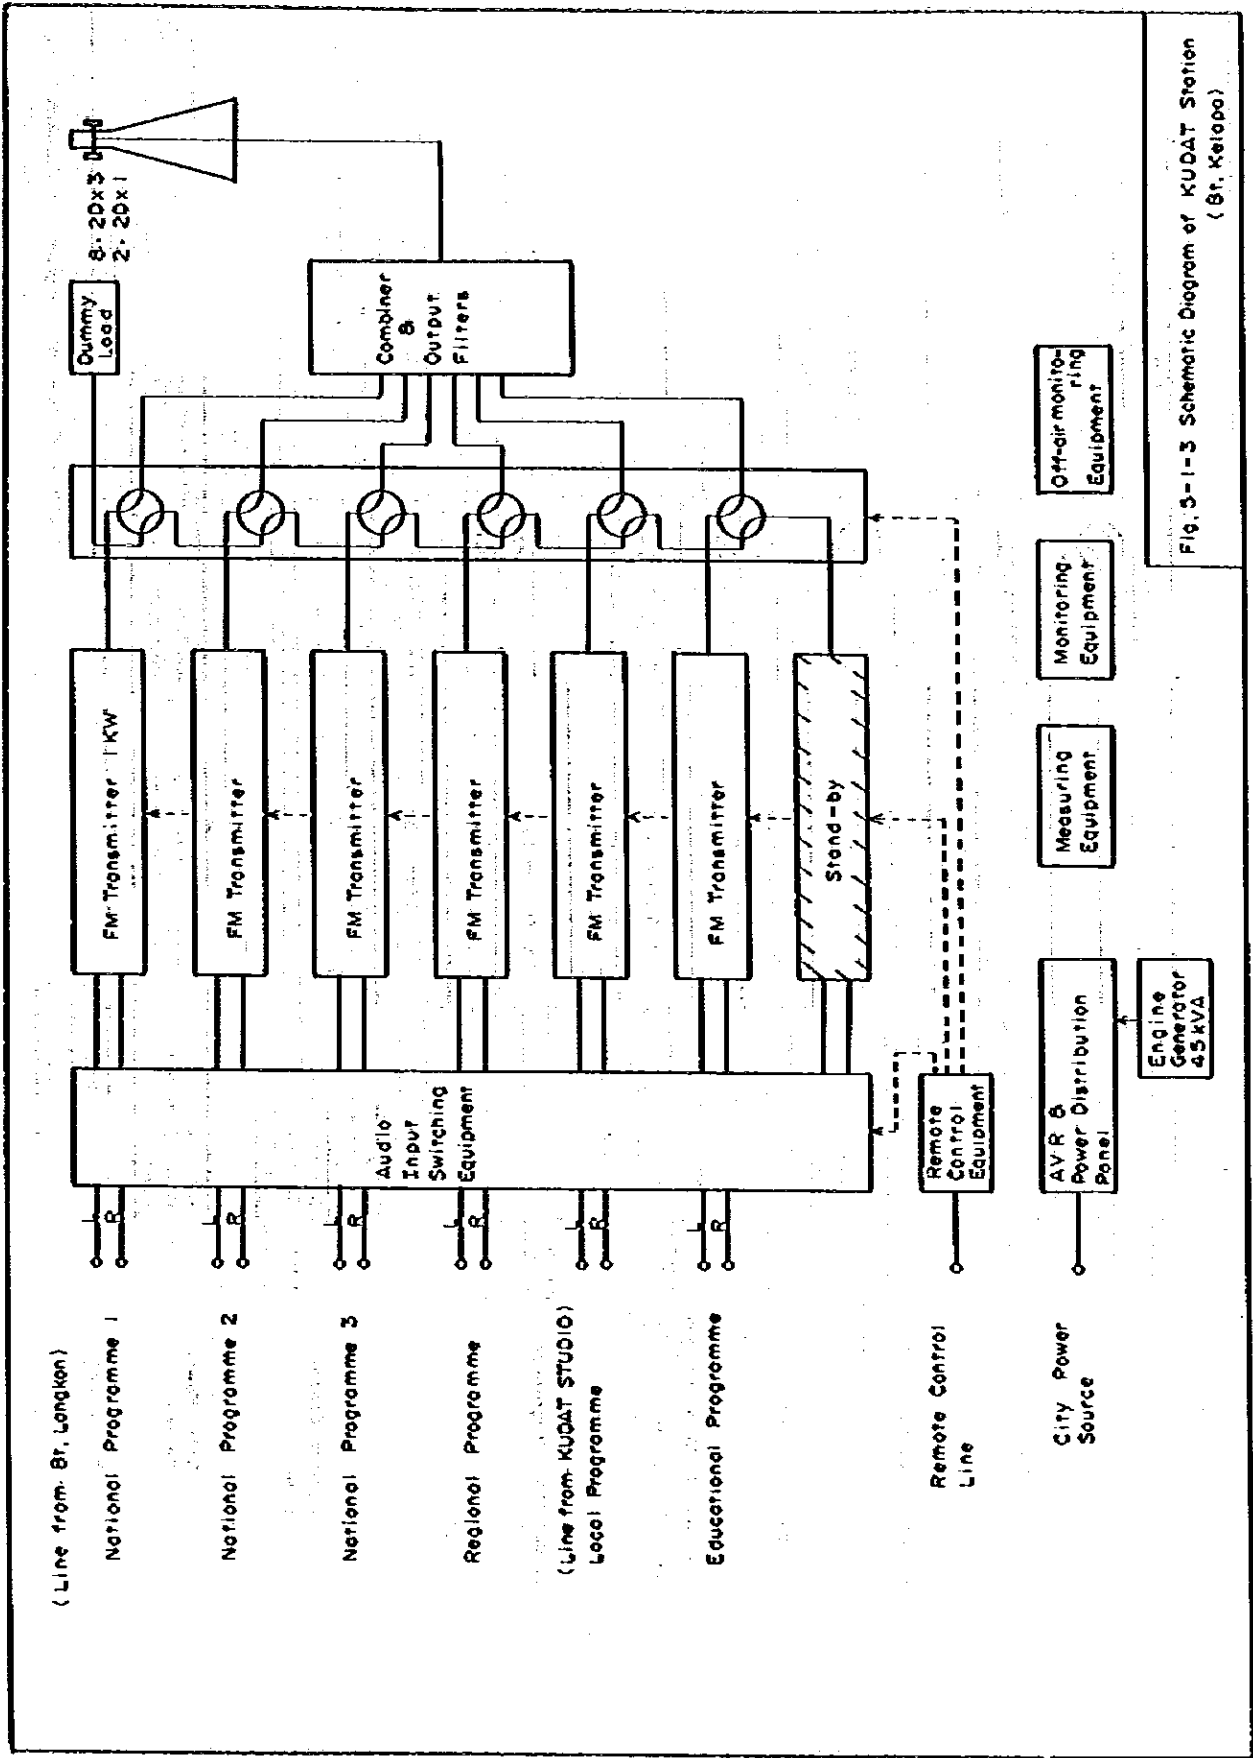 (Line from Bt. Langkon)
National Programme 1
National Programme 2
National Programme 3
Regional Programme
(Line from KUDAT STUDIO)
Local Programme
Educational Programme
Remote Control
Line
City Power
Source
L
R
L
R
L
R
L
R
L
R
L
R
Audio
Input
Switching
Equipment
Remote
Control
Equipment
AVR &
Power Distribution
Panel
Engine
Generator
45kVA
FM Transmitter 1KW
FM Transmitter
FM Transmitter
FM Transmitter
FM Transmitter
FM Transmitter
Stand-by
Measuring
Equipment
Monitoring
Equipment
Off-air monito-
ring
Equipment
Dummy
Load
Combiner
&
Output
Filters
8-2D×3
2-2D×1
Fig. 5-1-3 Schematic Diagram of KUDAT Station
(Bt. Kelapa)